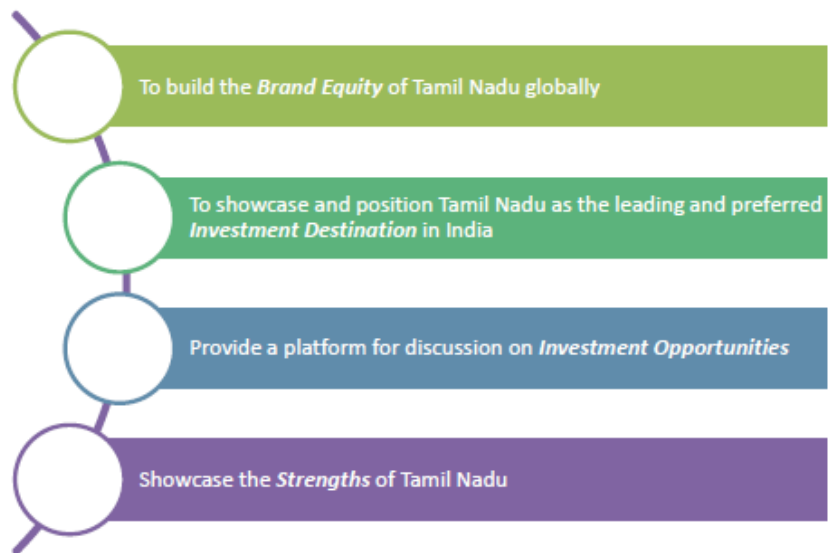 To build the Brand Equity of Tamil Nadu globally
To showcase and position Tamil Nadu as the leading and preferred
Investment Destination in India
Provide a platform for discussion on Investment Opportunities
Showcase the Strengths of Tamil Nadu